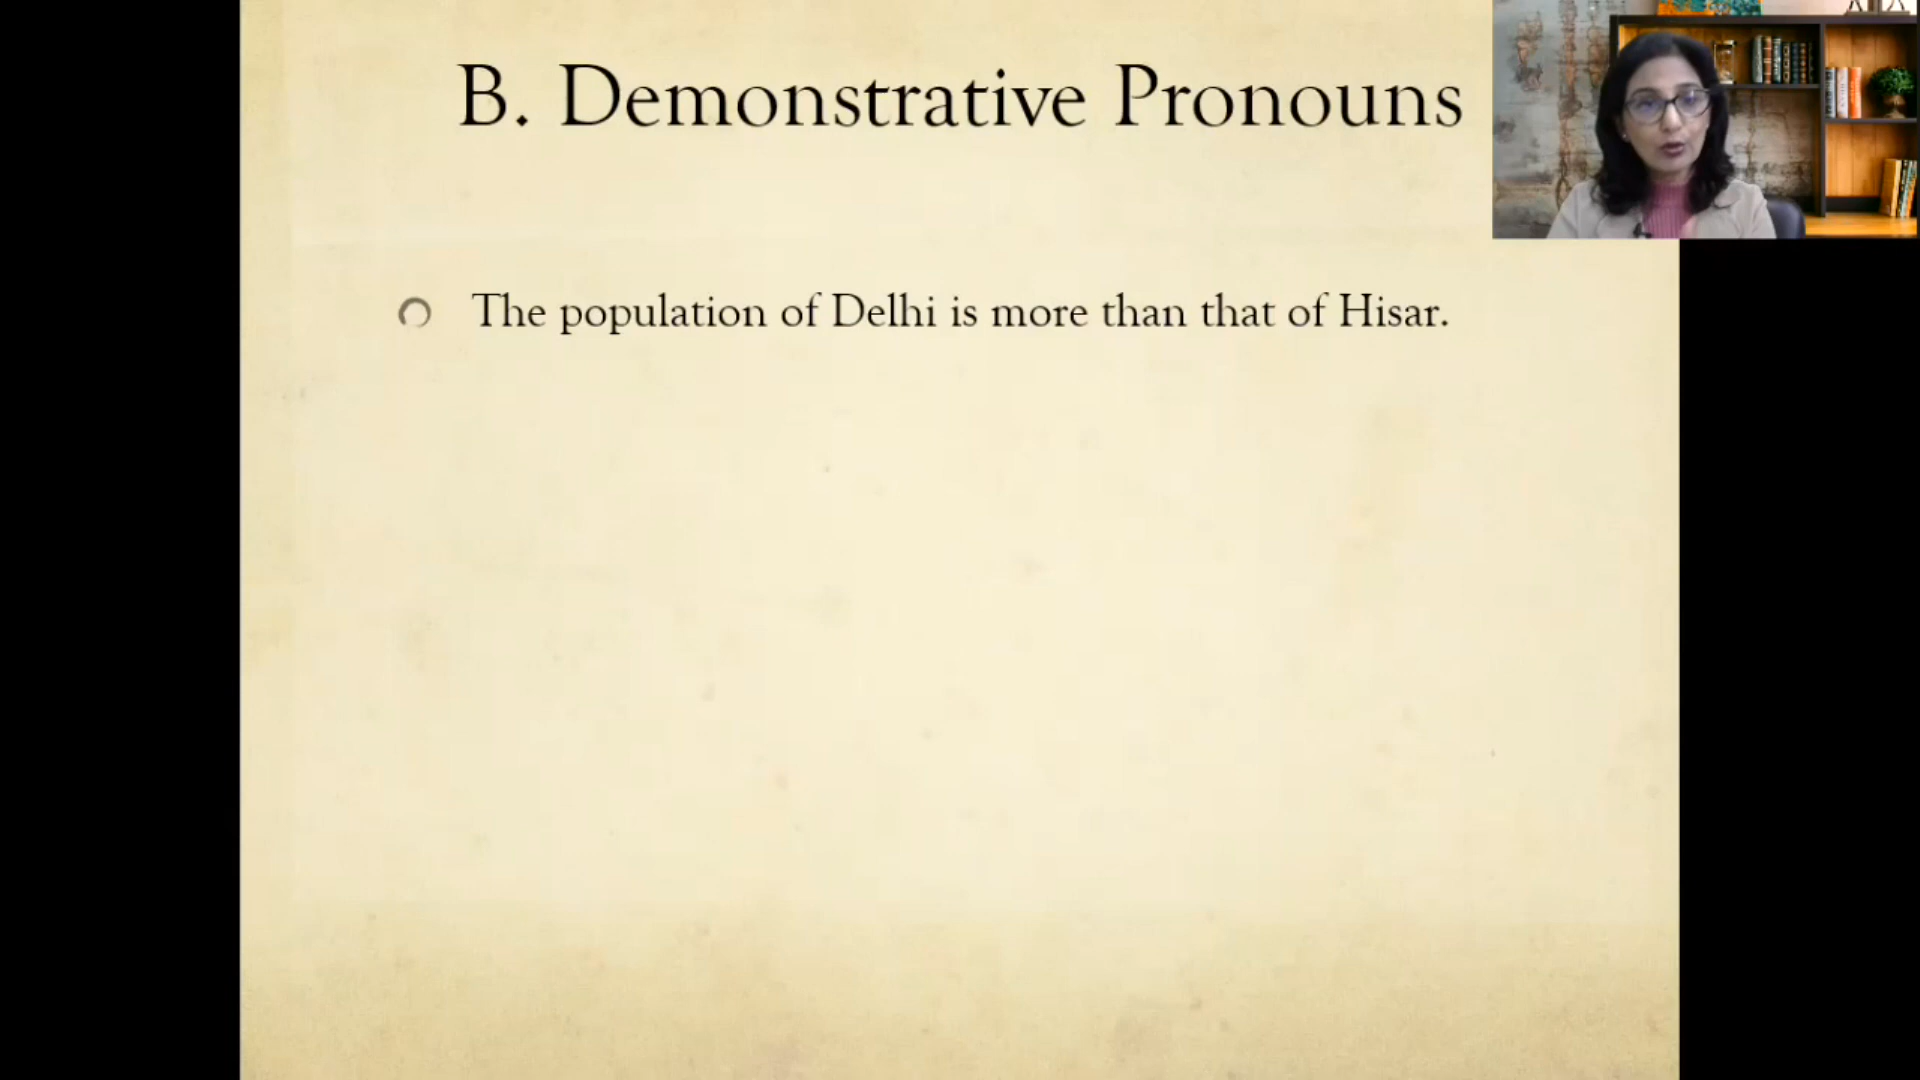 B. Demonstrative Pronouns
The population of Delhi is more than that of Hisar.